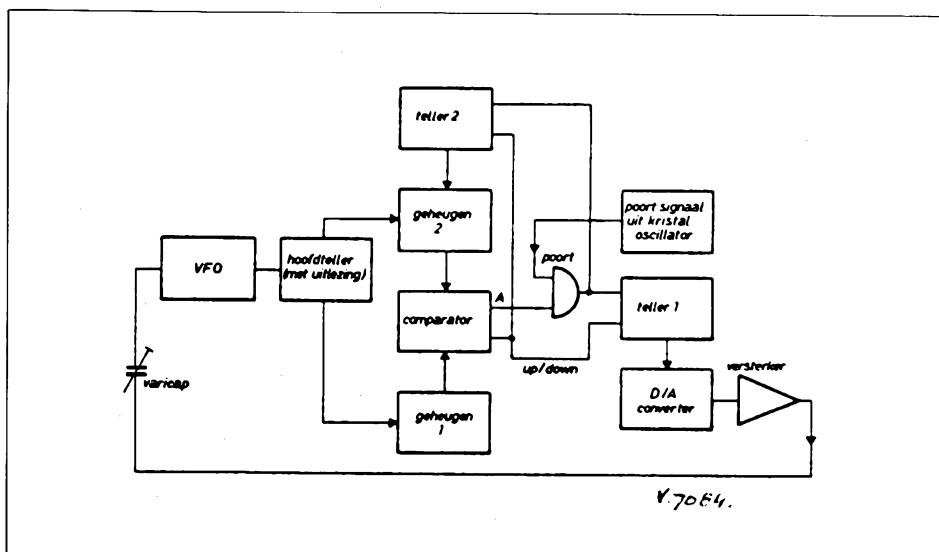 teller 2
geheugen
2
poort signaal
uit kristal
oscillator
VFO
hoofdteller
(met uitlezing)
poort
comparator
A
teller 1
up/down
varicap
geheugen
1
D/A
converter
versterker
V.7084.